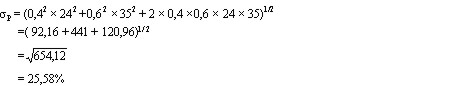 σP = (0,4² × 24² +0,6² × 35² + 2 × 0,4 ×0,6 × 24 × 35)¹/²
=( 92,16 + 441 + 120,96)¹/²
= √654,12
= 25,58%